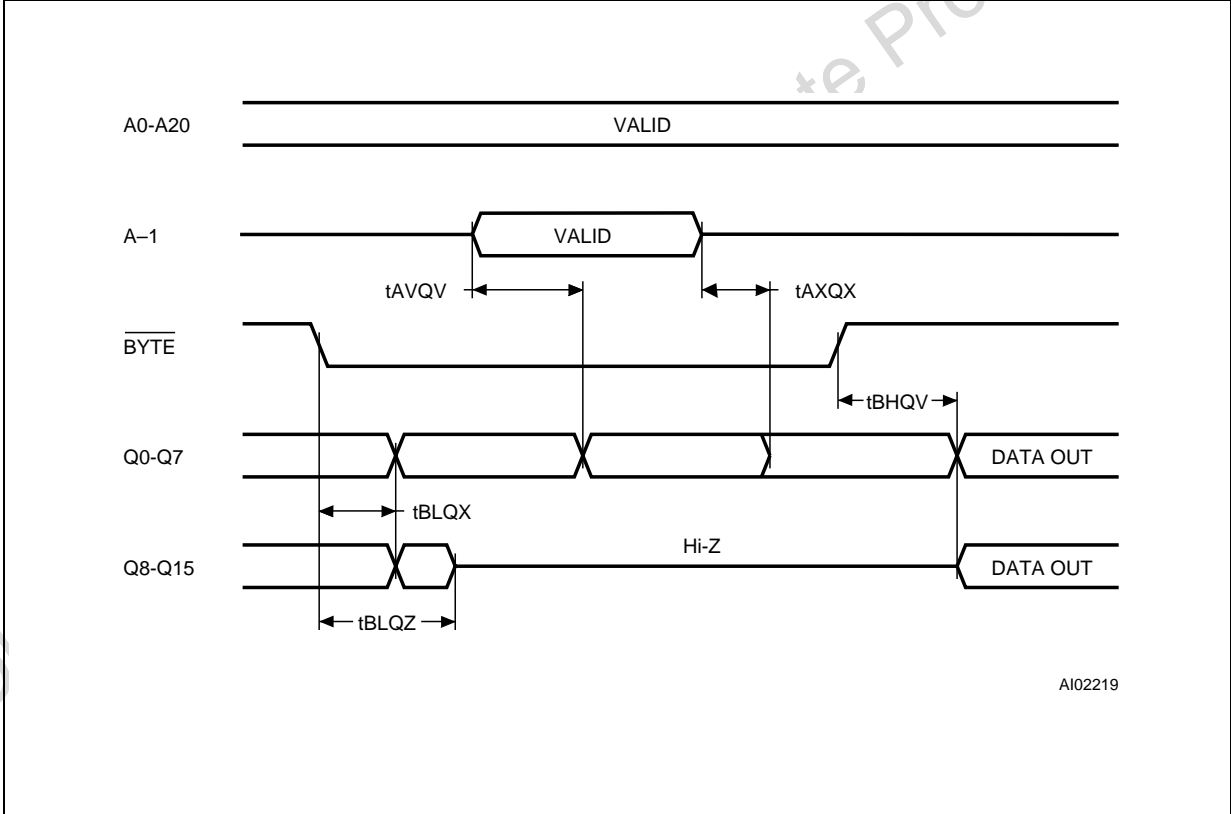 A0-A20 VALID
A–1 VALID
tAVQV tAXQX
BYTE
tBHQV
Q0-Q7 DATA OUT
tBLQX
Hi-Z
Q8-Q15 DATA OUT
tBLQZ
AI02219